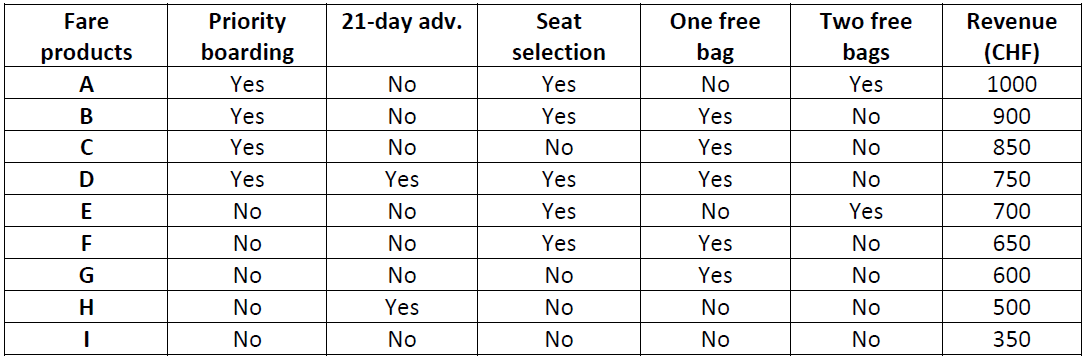 Fare products Priority boarding 21-day adv. Seat selection One free bag Two free bags Revenue (CHF)
A Yes No Yes No Yes 1000
B Yes No Yes Yes No 900
C Yes No No Yes No 850
D Yes Yes Yes Yes No 750
E No No Yes No Yes 700
F No No Yes Yes No 650
G No No No Yes No 600
H No Yes No No No 500
I No No No No No 350